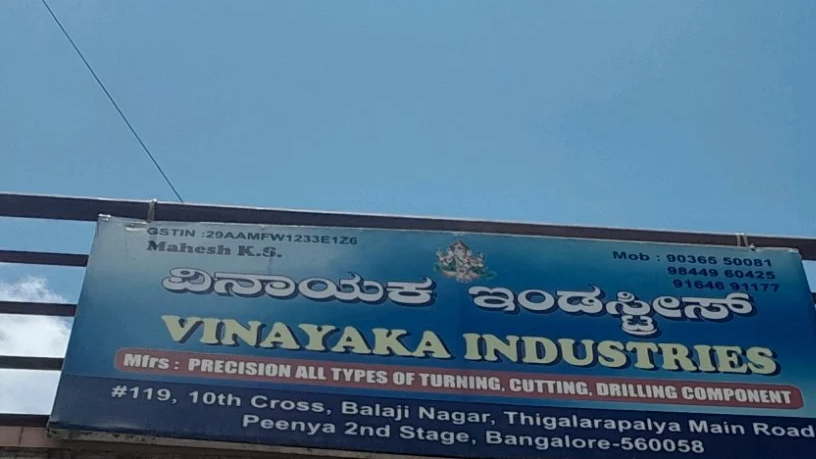 GSTIN :29AAMFW1233E1Z6
Mahesh K.S.
Mob : 90365 50081
98449 60425
91646 91177
ವಿನಾಯಕ ಇಂಡಸ್ಟ್ರೀಸ್
VINAYAKA INDUSTRIES
Mfrs : PRECISION ALL TYPES OF TURNING, CUTTING, DRILLING COMPONENT
#119, 10th Cross, Balaji Nagar, Thigalarapalya Main Road
Peenya 2nd Stage, Bangalore-560058